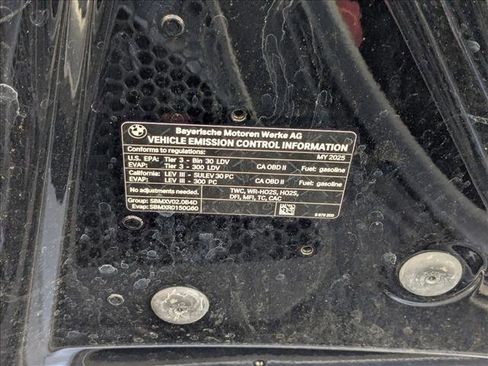 BMW
Bayerische Motoren Werke AG
VEHICLE EMISSION CONTROL INFORMATION
Conforms to regulations: MY 2025
U.S. EPA: Tier 3 - Bin 30 LDV CA OBD II Fuel: gasoline
EVAP: Tier 3 - 300 LDV
California: LEV III - SULEV 30 PC CA OBD II Fuel: gasoline
EVAP: LEV III - 300 PC
No adjustments needed. TWC, WR-HO2S, HO2S,
DFI, MFI, TC, CAC
Group: SBMXV02.0B4D
Evap: SBMXR0150G60